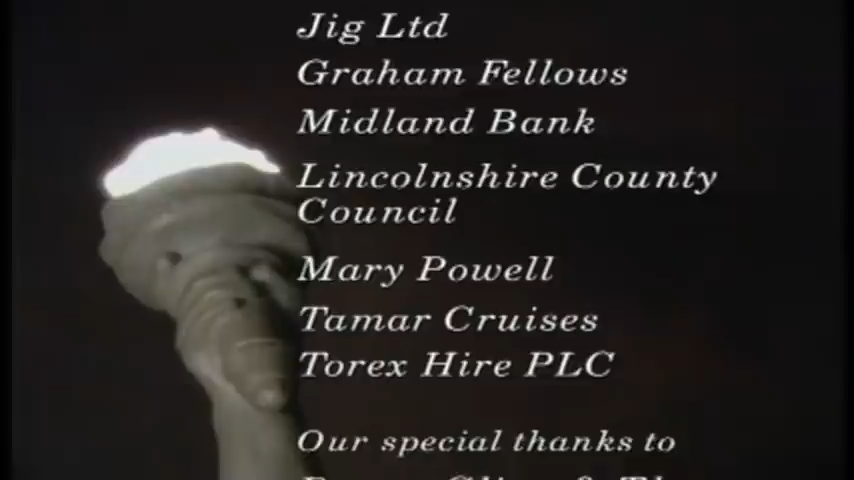 Jig Ltd
Graham Fellows
Midland Bank
Lincolnshire County
Council
Mary Powell
Tamar Cruises
Torex Hire PLC
Our special thanks to